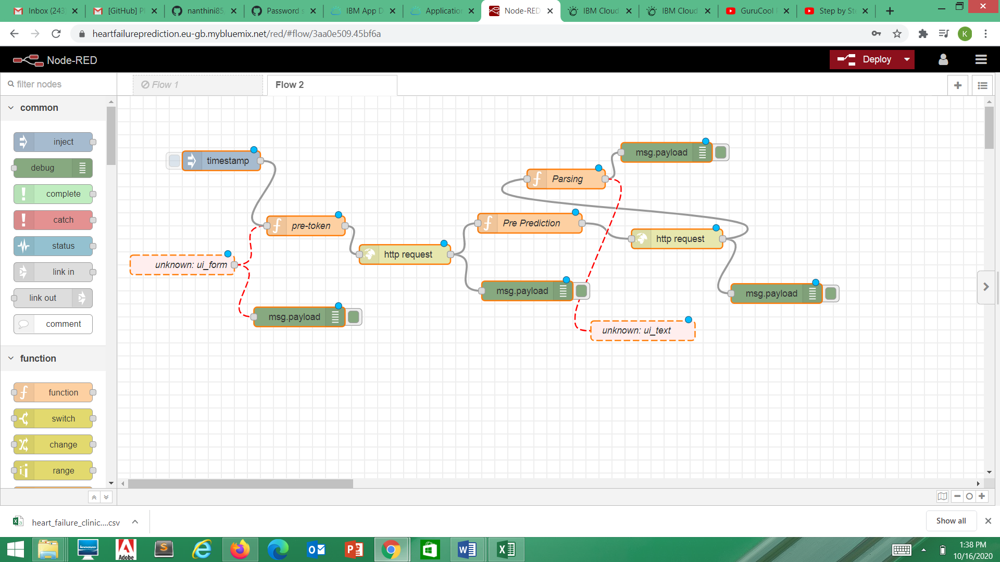 Inbox (243
[GitHub] Pl
nanthini85
Password s
IBM App D
Application
Node-RED
IBM Cloud
IBM Cloud
GuruCool
Step by Ste
heartfailureprediction.eu-gb.mybluemix.net/red/#flow/3aa0e509.45bf6a
K
Node-RED
Deploy
filter nodes
Flow 1
Flow 2
common
inject
debug
complete
catch
status
link in
link out
comment
function
function
switch
change
range
timestamp
pre-token
unknown: ui_form
msg.payload
http request
Pre Prediction
msg.payload
Parsing
msg.payload
http request
msg.payload
unknown: ui_text
heart_failure_clinic....csv
Show all
Adobe
1:38 PM
10/16/2020